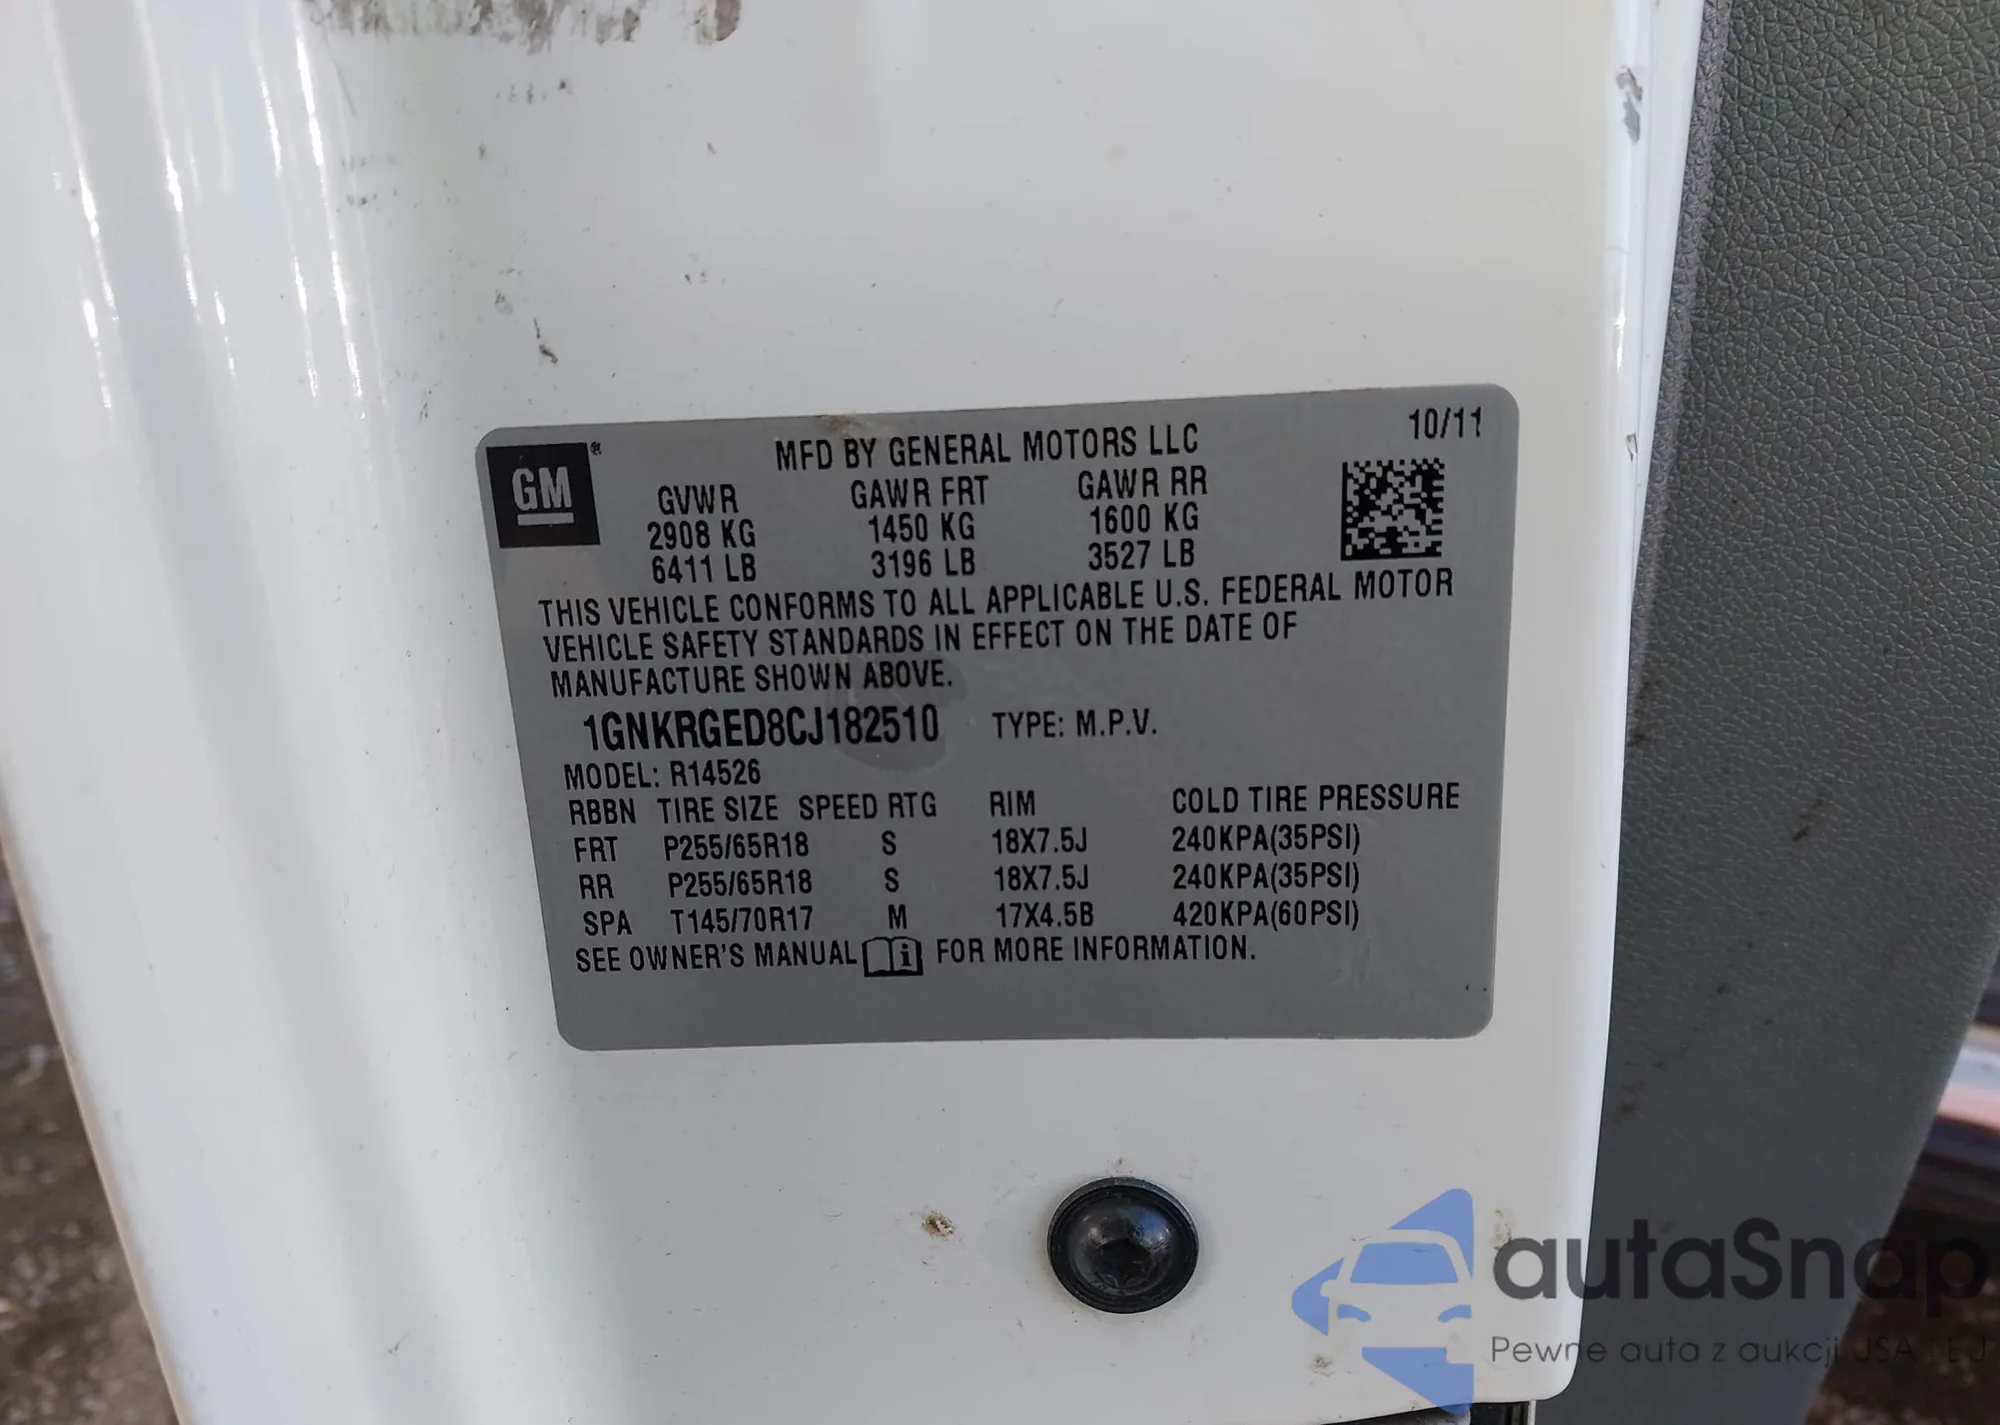 GM ®
MFD BY GENERAL MOTORS LLC 10/11
GVWR GAWR FRT GAWR RR
2908 KG 1450 KG 1600 KG
6411 LB 3196 LB 3527 LB
THIS VEHICLE CONFORMS TO ALL APPLICABLE U.S. FEDERAL MOTOR
VEHICLE SAFETY STANDARDS IN EFFECT ON THE DATE OF
MANUFACTURE SHOWN ABOVE.
1GNKRGED8CJ182510 TYPE: M.P.V.
MODEL: R14526
RBBN TIRE SIZE SPEED RTG RIM COLD TIRE PRESSURE
FRT P255/65R18 S 18X7.5J 240KPA(35PSI)
RR P255/65R18 S 18X7.5J 240KPA(35PSI)
SPA T145/70R17 M 17X4.5B 420KPA(60PSI)
SEE OWNER'S MANUAL i FOR MORE INFORMATION.
autaSnap
Pewne auta z aukcji